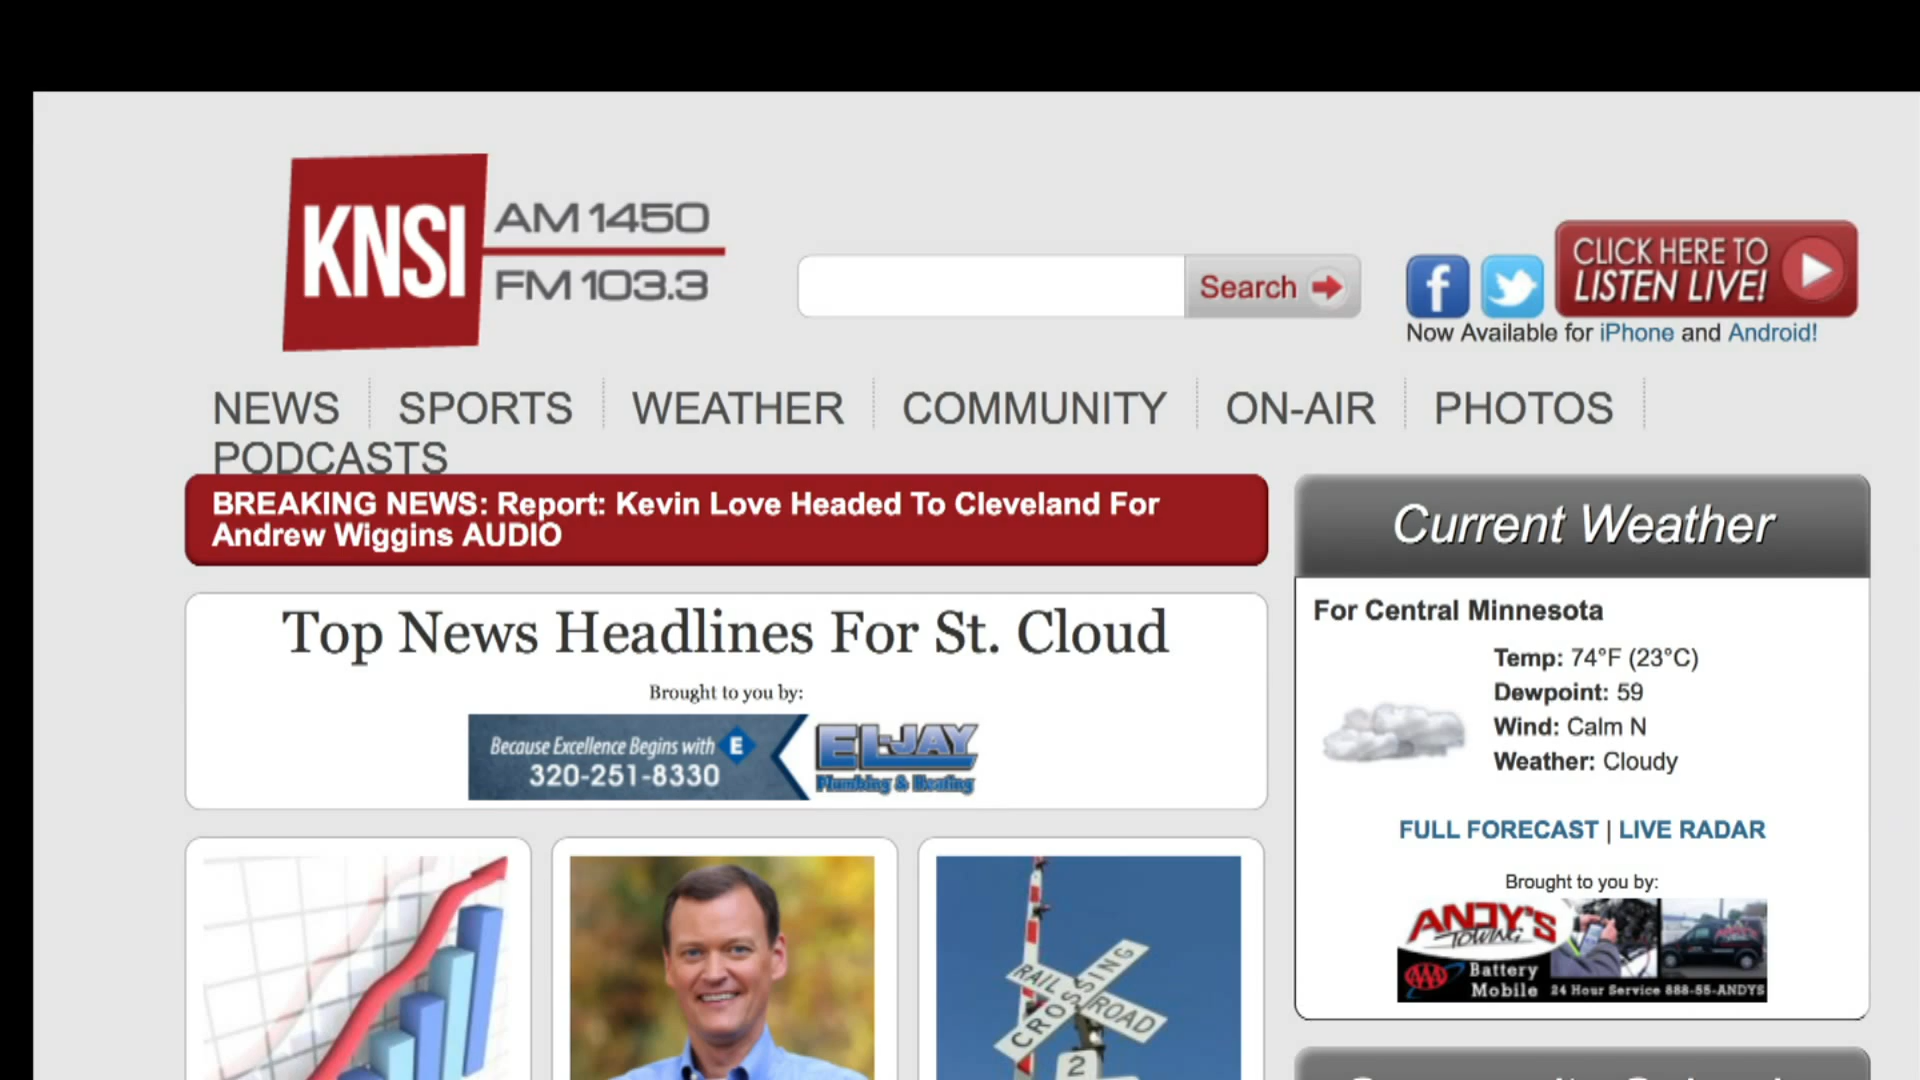 KNSI
AM 1450
FM 103.3
Search
f
CLICK HERE TO
LISTEN LIVE!
Now Available for iPhone and Android!
NEWS
SPORTS
WEATHER
COMMUNITY
ON-AIR
PHOTOS
PODCASTS
BREAKING NEWS: Report: Kevin Love Headed To Cleveland For
Andrew Wiggins AUDIO
Top News Headlines For St. Cloud
Brought to you by:
Because Excellence Begins with E
320-251-8330
EL-JAY
Plumbing & Heating
RAILROAD
CROSSING
2
Current Weather
For Central Minnesota
Temp: 74°F (23°C)
Dewpoint: 59
Wind: Calm N
Weather: Cloudy
FULL FORECAST | LIVE RADAR
Brought to you by:
ANDY'S
TOWING
AAA
Battery
Mobile
24 Hour Service 888-55-ANDYS